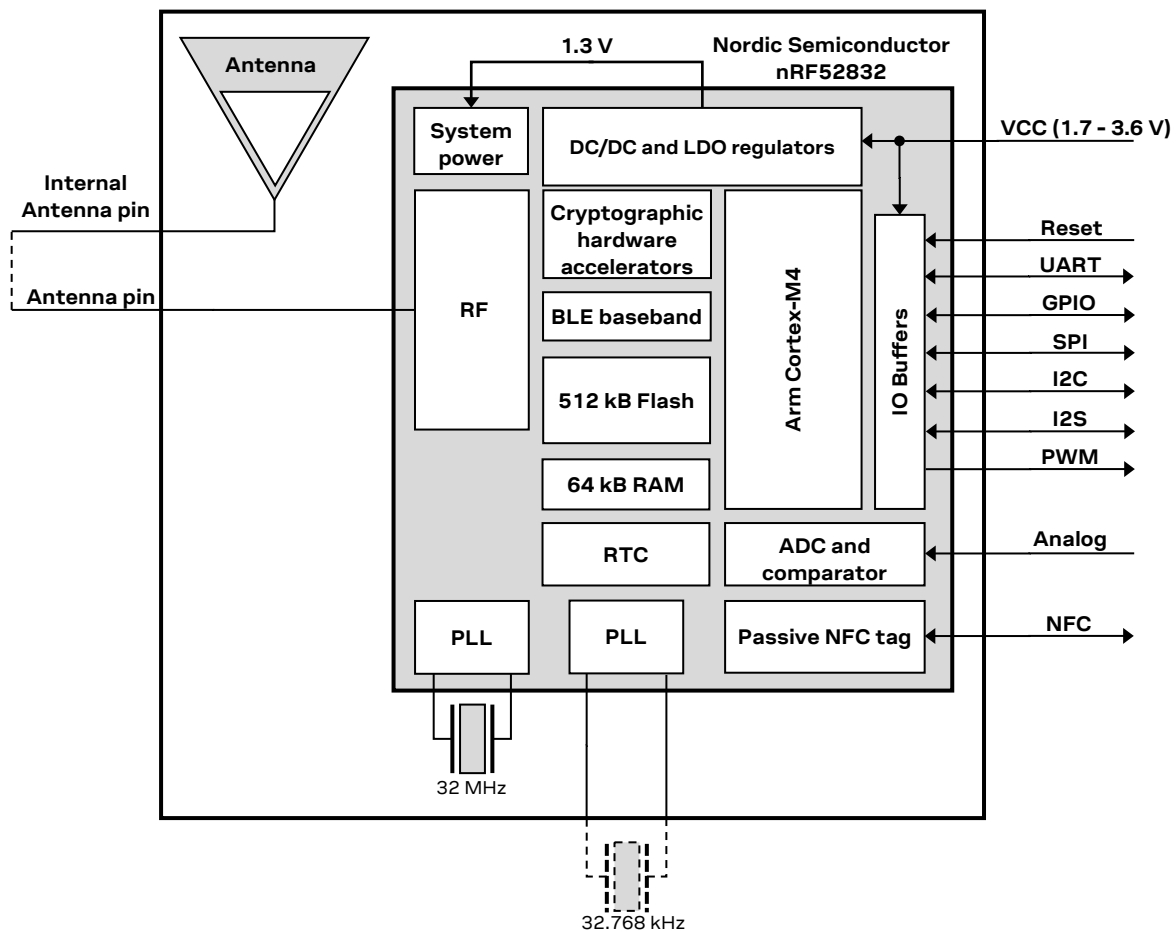 1.3 V
Nordic Semiconductor
nRF52832
Antenna
System
power
DC/DC and LDO regulators
VCC (1.7 - 3.6 V)
Internal
Antenna pin
Antenna pin
RF
Cryptographic
hardware
accelerators
BLE baseband
512 kB Flash
64 kB RAM
RTC
Arm Cortex-M4
IO Buffers
Reset
UART
GPIO
SPI
I2C
I2S
PWM
ADC and
comparator
Analog
PLL
PLL
Passive NFC tag
NFC
32 MHz
32.768 kHz